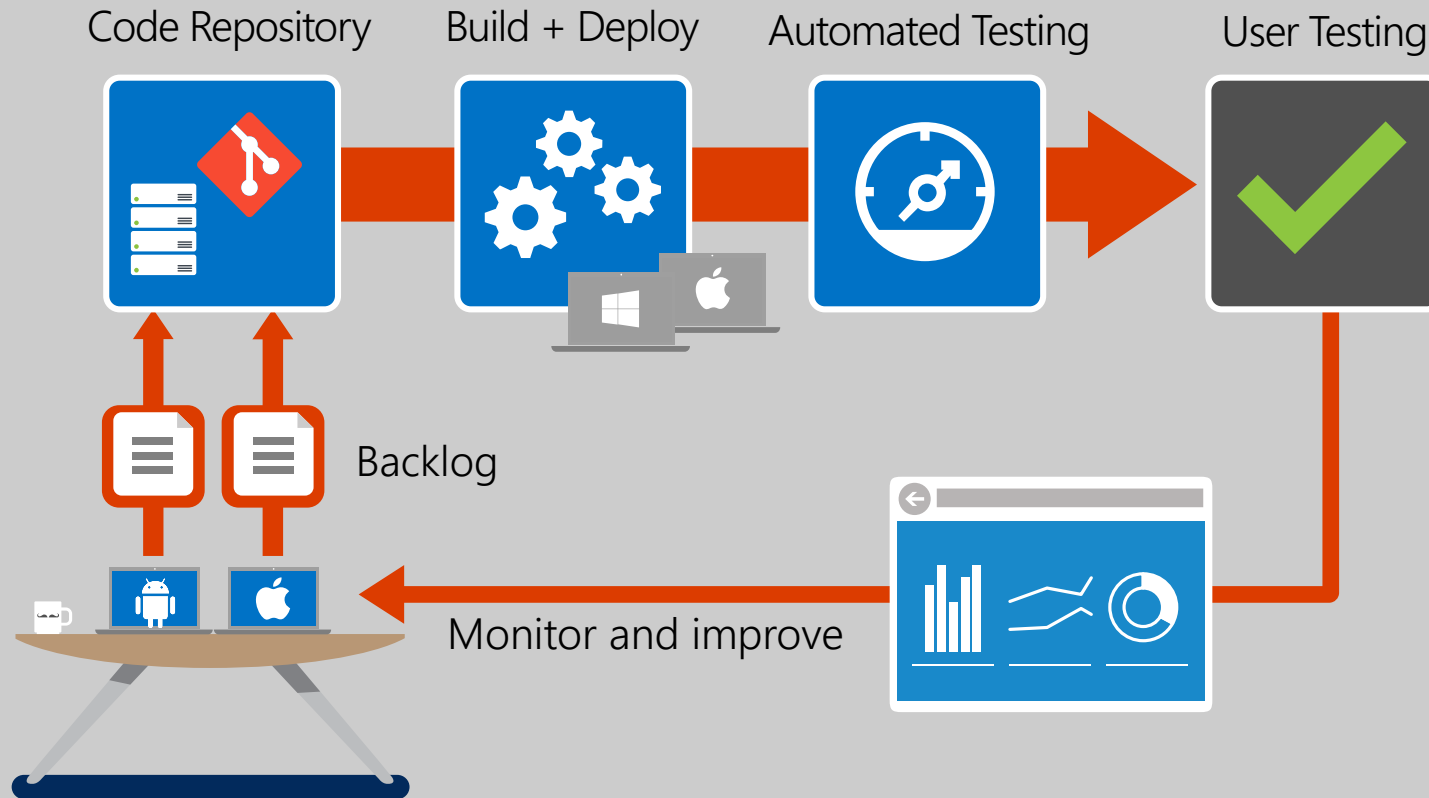 Code Repository
Build + Deploy
Automated Testing
User Testing
Backlog
Monitor and improve